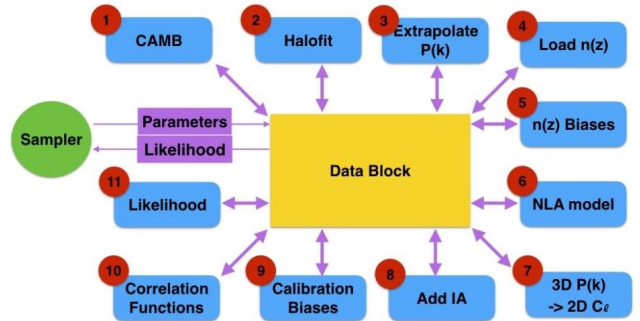 1
CAMB
2
Halofit
3
Extrapolate
P(k)
4
Load n(z)
5
n(z) Biases
Sampler
Parameters
Likelihood
Data Block
6
NLA model
11
Likelihood
10
Correlation
Functions
9
Calibration
Biases
8
Add IA
7
3D P(k)
-> 2D Cℓ